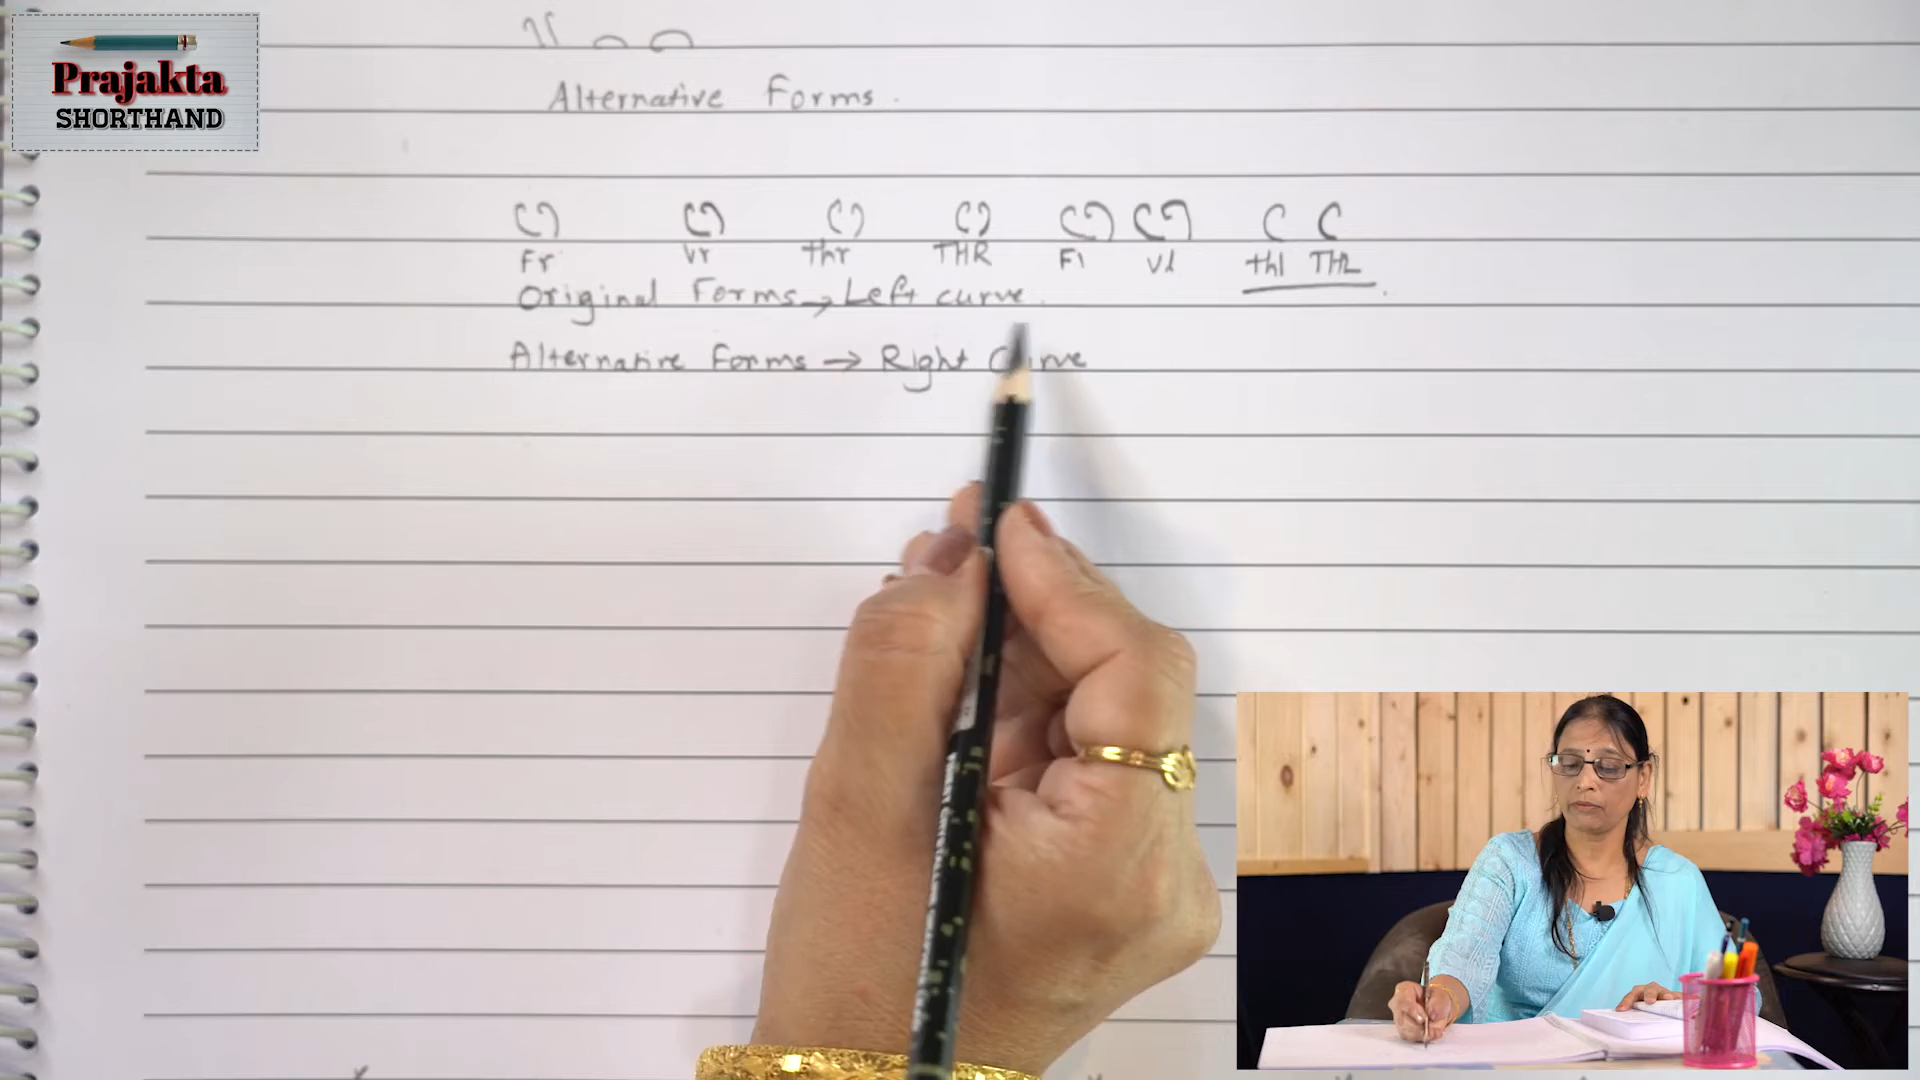 Prajakta
SHORTHAND
Alternative Forms.
Fr Vr thr THR Fl Vl thl THL
Original Forms → Left curve.
Alternative Forms → Right Curve